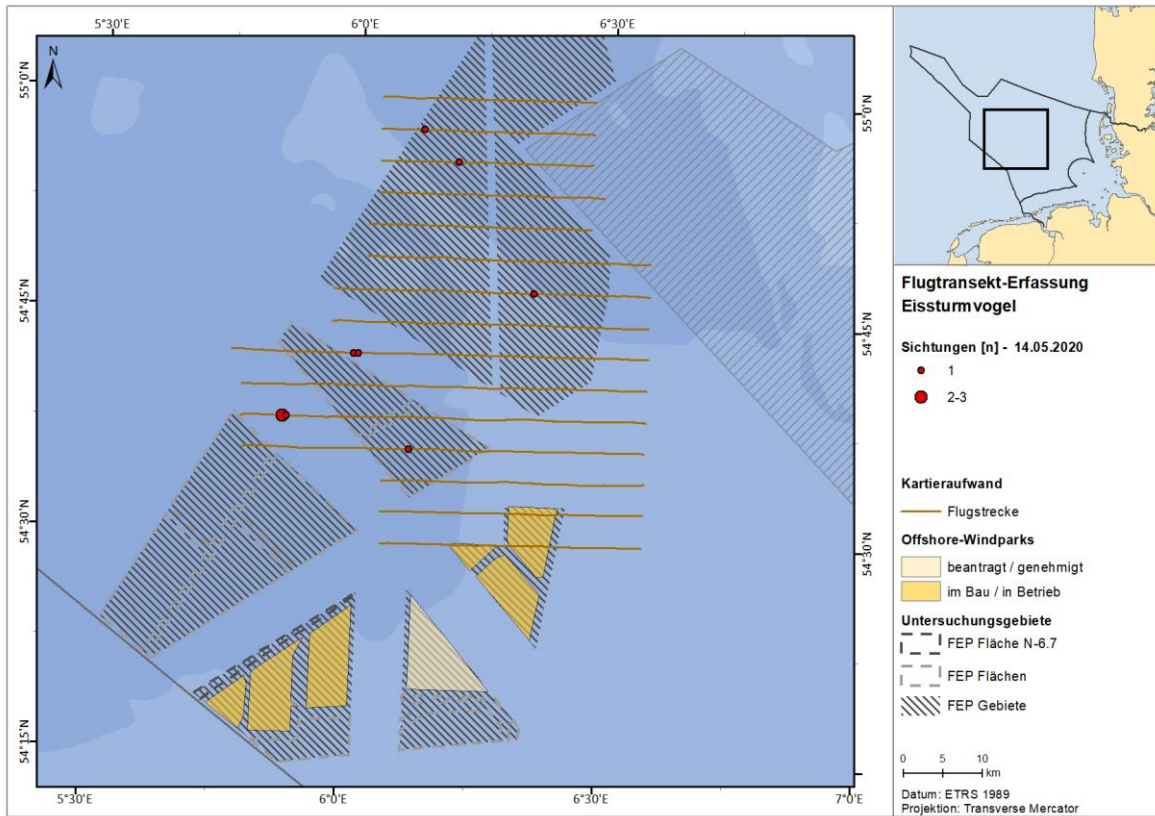 5°30'E
6°0'E
6°30'E
N
55°0'N
55°0'N
54°45'N
54°45'N
54°30'N
54°30'N
54°15'N
5°30'E
6°0'E
6°30'E
7°0'E
Flugtransekt-Erfassung
Eissturmvogel
Sichtungen [n] - 14.05.2020
1
2-3
Kartieraufwand
Flugstrecke
Offshore-Windparks
beantragt / genehmigt
im Bau / in Betrieb
Untersuchungsgebiete
FEP Fläche N-6.7
FEP Flächen
FEP Gebiete
0 5 10
km
Datum: ETRS 1989
Projektion: Transverse Mercator